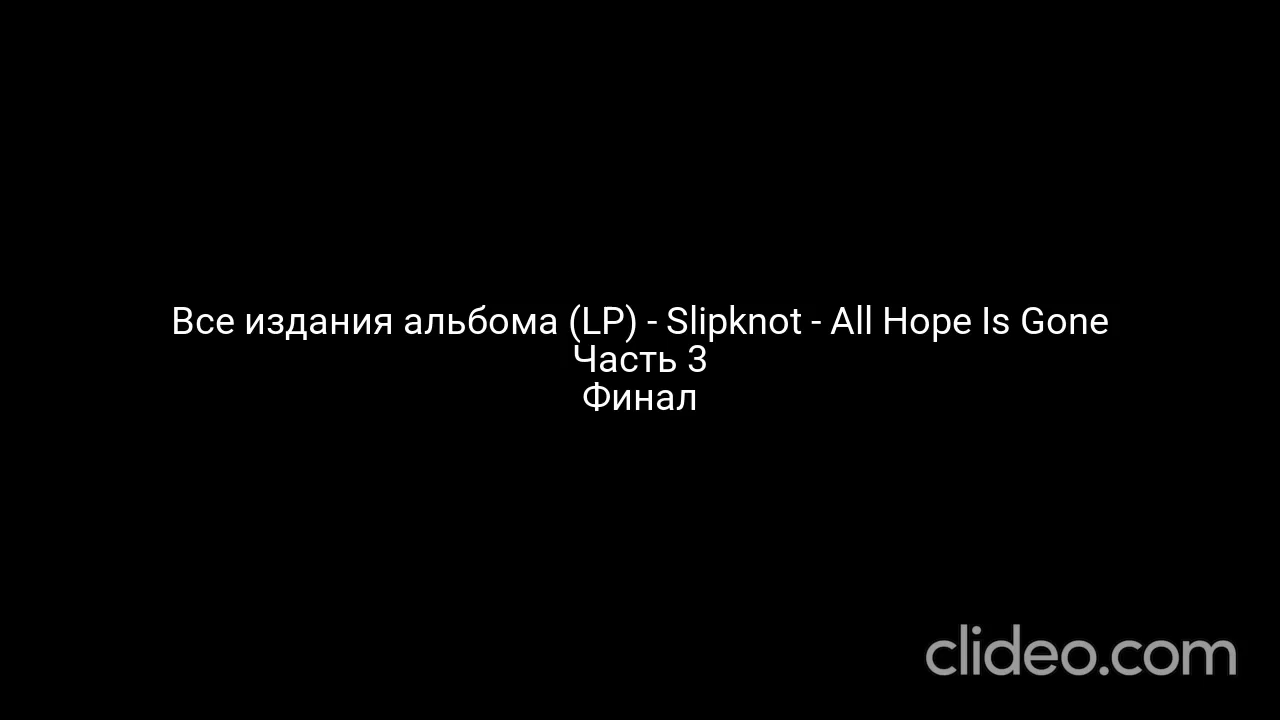 Все издания альбома (LP) - Slipknot - All Hope Is Gone
Часть 3
Финал
clideo.com